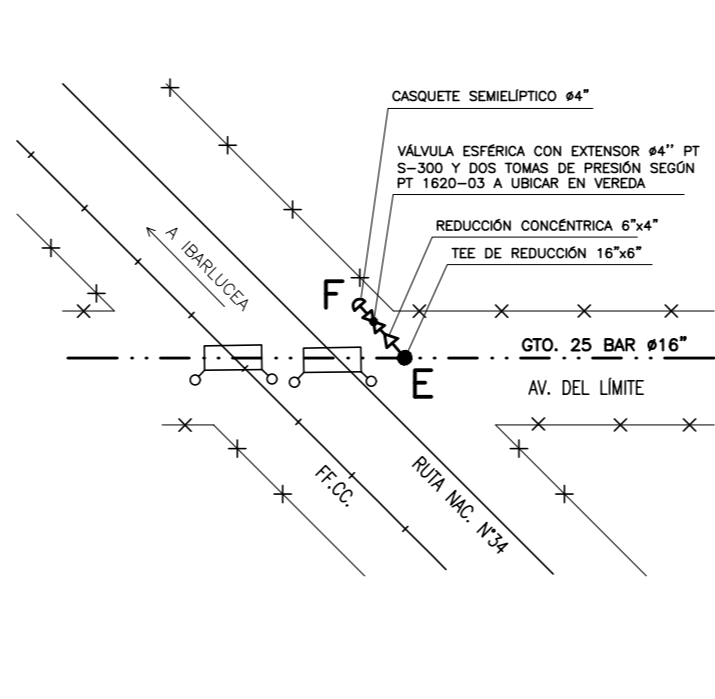 CASQUETE SEMIELÍPTICO ø4"
VÁLVULA ESFÉRICA CON EXTENSOR ø4'' PT
S-300 Y DOS TOMAS DE PRESIÓN SEGÚN
PT 1620-03 A UBICAR EN VEREDA
REDUCCIÓN CONCÉNTRICA 6"x4"
TEE DE REDUCCIÓN 16"x6"
A IBARLUCEA
F
GTO. 25 BAR ø16"
E
AV. DEL LÍMITE
FF.CC.
RUTA NAC. N°34